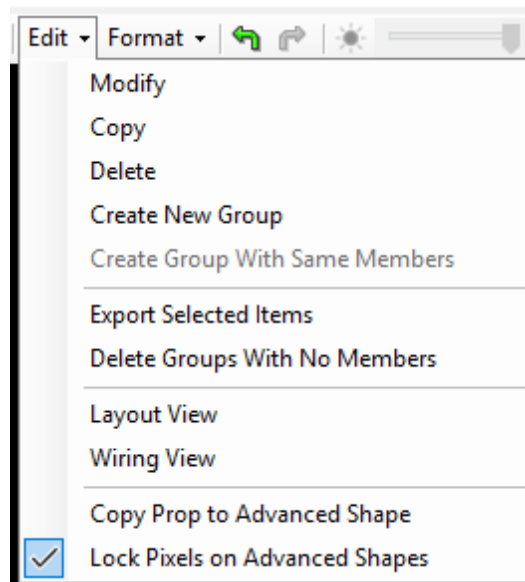 Edit Format
Modify
Copy
Delete
Create New Group
Create Group With Same Members
Export Selected Items
Delete Groups With No Members
Layout View
Wiring View
Copy Prop to Advanced Shape
Lock Pixels on Advanced Shapes